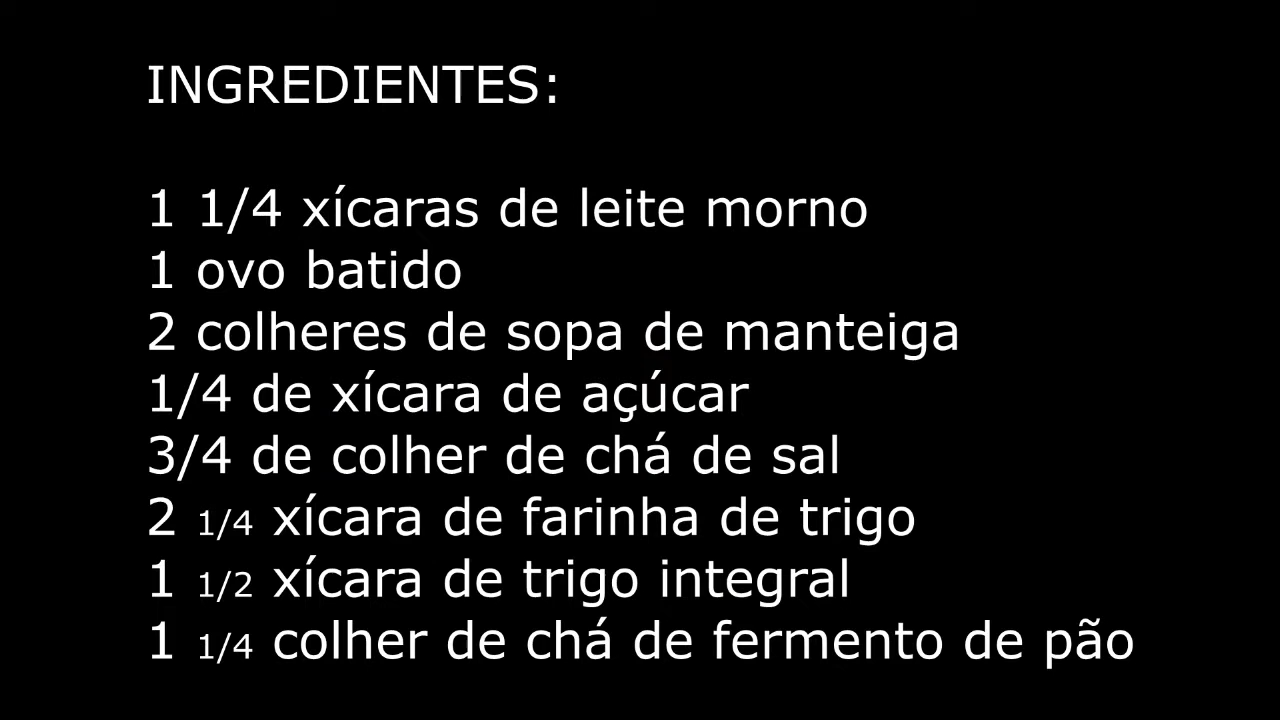 INGREDIENTES:
1 1/4 xícaras de leite morno
1 ovo batido
2 colheres de sopa de manteiga
1/4 de xícara de açúcar
3/4 de colher de chá de sal
2 1/4 xícara de farinha de trigo
1 1/2 xícara de trigo integral
1 1/4 colher de chá de fermento de pão